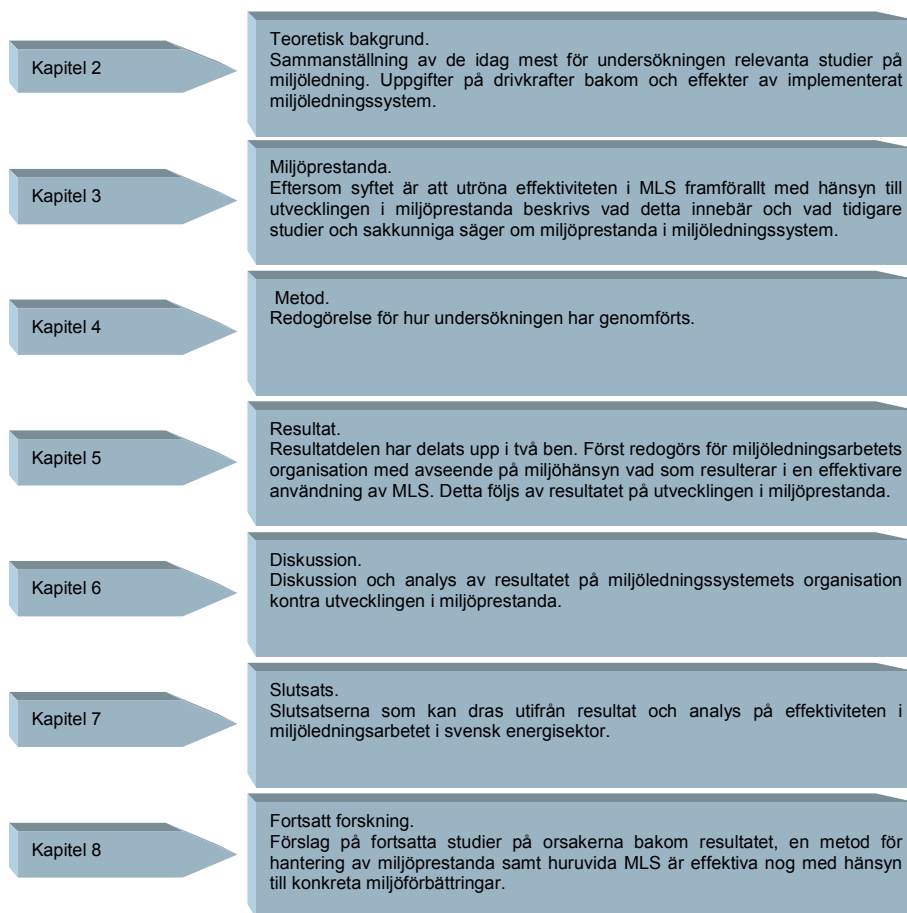 Kapitel 2
Teoretisk bakgrund.
Sammanställning av de idag mest för undersökningen relevanta studier på
miljöledning. Uppgifter på drivkrafter bakom och effekter av implementerat
miljöledningssystem.
Kapitel 3
Miljöprestanda.
Eftersom syftet är att utröna effektiviteten i MLS framförallt med hänsyn till
utvecklingen i miljöprestanda beskrivs vad detta innebär och vad tidigare
studier och sakkunniga säger om miljöprestanda i miljöledningssystem.
Kapitel 4
Metod.
Redogörelse för hur undersökningen har genomförts.
Kapitel 5
Resultat.
Resultatdelen har delats upp i två ben. Först redogörs för miljöledningsarbetets
organisation med avseende på miljöhänsyn vad som resulterar i en effektivare
användning av MLS. Detta följs av resultatet på utvecklingen i miljöprestanda.
Kapitel 6
Diskussion.
Diskussion och analys av resultatet på miljöledningssystemets organisation
kontra utvecklingen i miljöprestanda.
Kapitel 7
Slutsats.
Slutsatserna som kan dras utifrån resultat och analys på effektiviteten i
miljöledningsarbetet i svensk energisektor.
Kapitel 8
Fortsatt forskning.
Förslag på fortsatta studier på orsakerna bakom resultatet, en metod för
hantering av miljöprestanda samt huruvida MLS är effektiva nog med hänsyn
till konkreta miljöförbättringar.